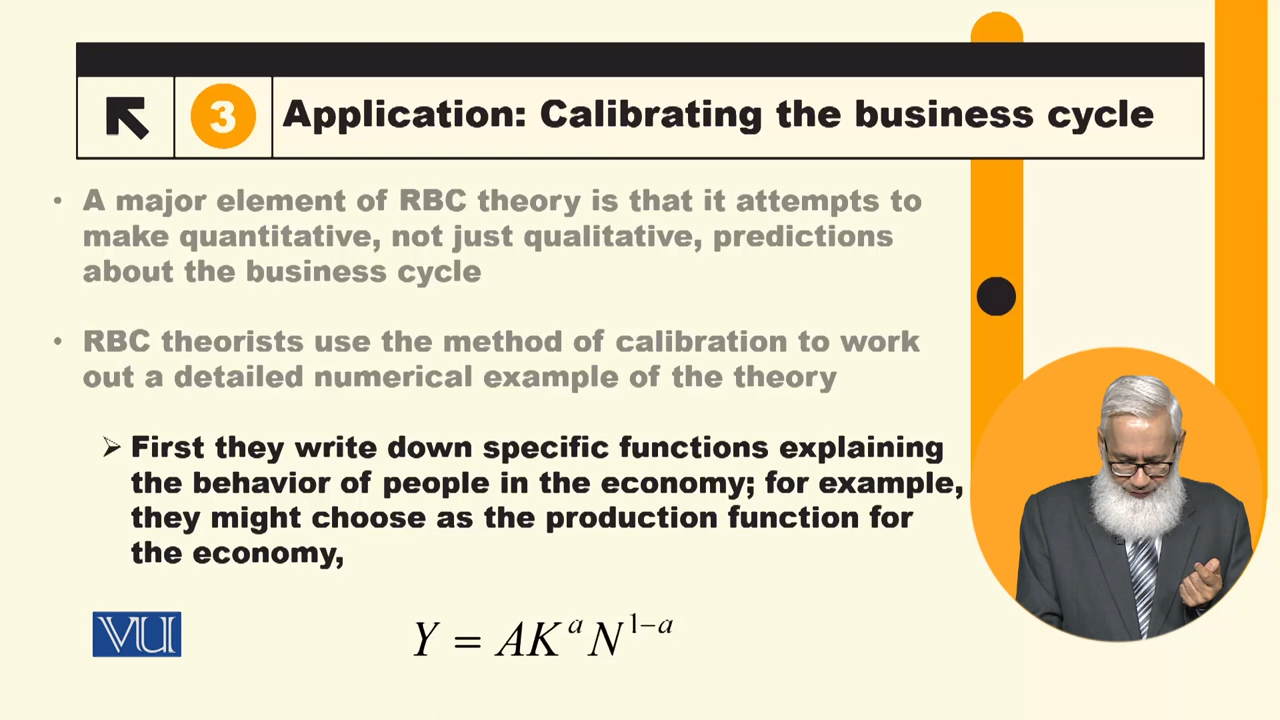 3 Application: Calibrating the business cycle
• A major element of RBC theory is that it attempts to
make quantitative, not just qualitative, predictions
about the business cycle
• RBC theorists use the method of calibration to work
out a detailed numerical example of the theory
➢ First they write down specific functions explaining
the behavior of people in the economy; for example,
they might choose as the production function for
the economy,
VU
Y = AKᵃN¹⁻ᵃ